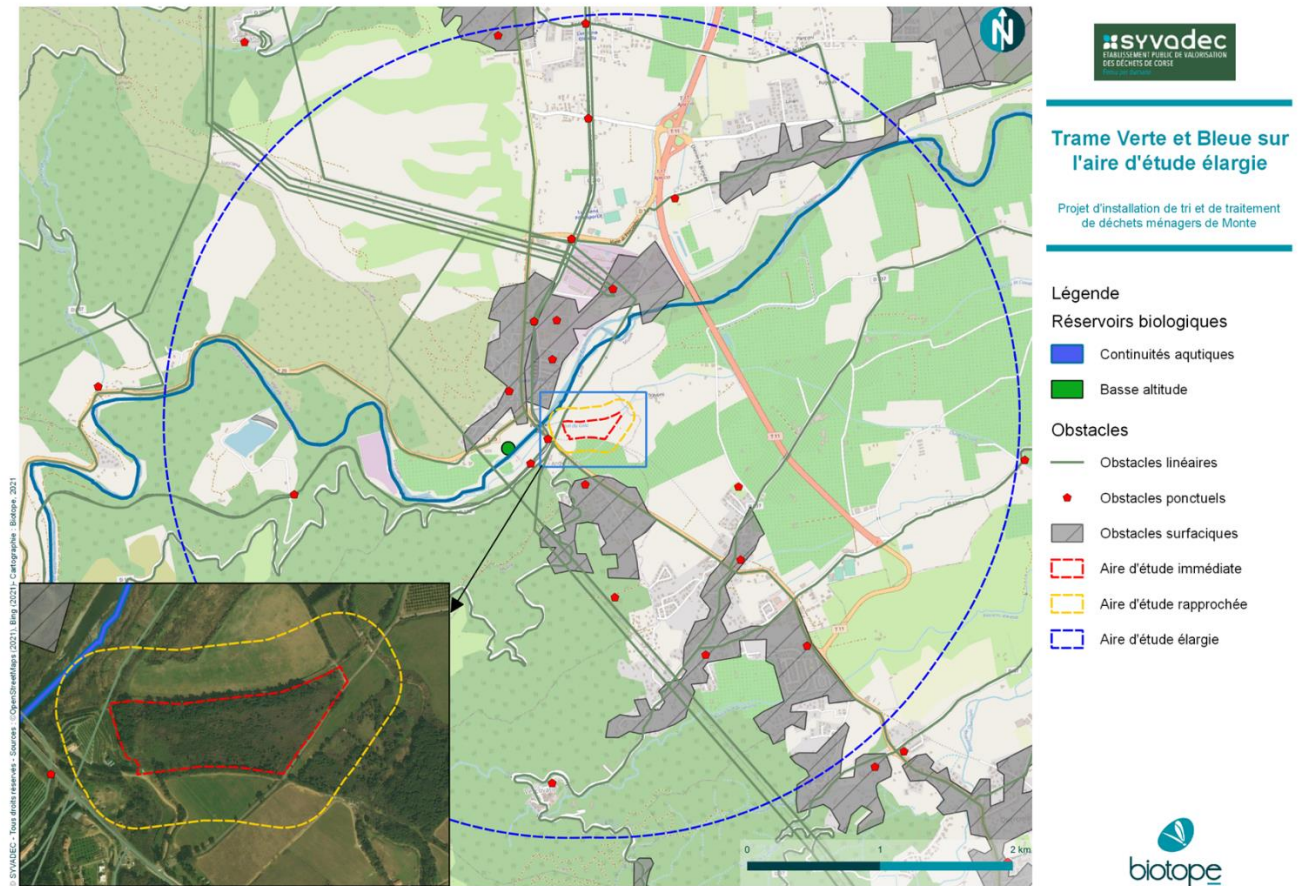 syvadec
ETABLISSEMENT PUBLIC DE VALORISATION
DES DÉCHETS DE CORSE
Trame Verte et Bleue sur
l'aire d'étude élargie
Projet d'installation de tri et de traitement
de déchets ménagers de Monte
Légende
Réservoirs biologiques
Continuités aqutiques
Basse altitude
Obstacles
Obstacles linéaires
Obstacles ponctuels
Obstacles surfaciques
Aire d'étude immédiate
Aire d'étude rapprochée
Aire d'étude élargie
biotope
N
T 11
T 11
0
1
2 km
© SYVADEC - Tous droits réservés - Sources : ©OpenStreetMaps (2021), Bing (2021)- Cartographie : Biotope, 2021